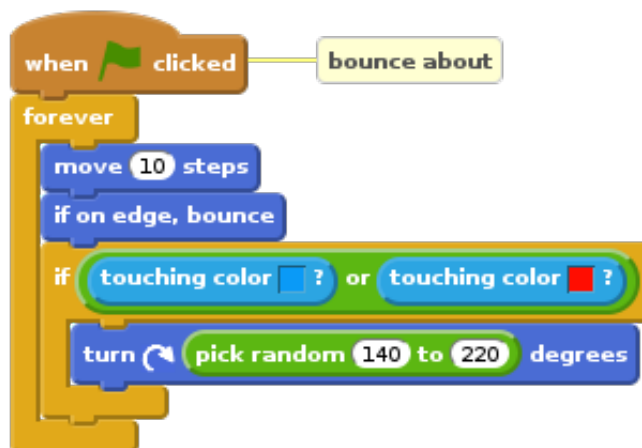 when clicked
bounce about
forever
move 10 steps
if on edge, bounce
if touching color ? or touching color ?
turn pick random 140 to 220 degrees